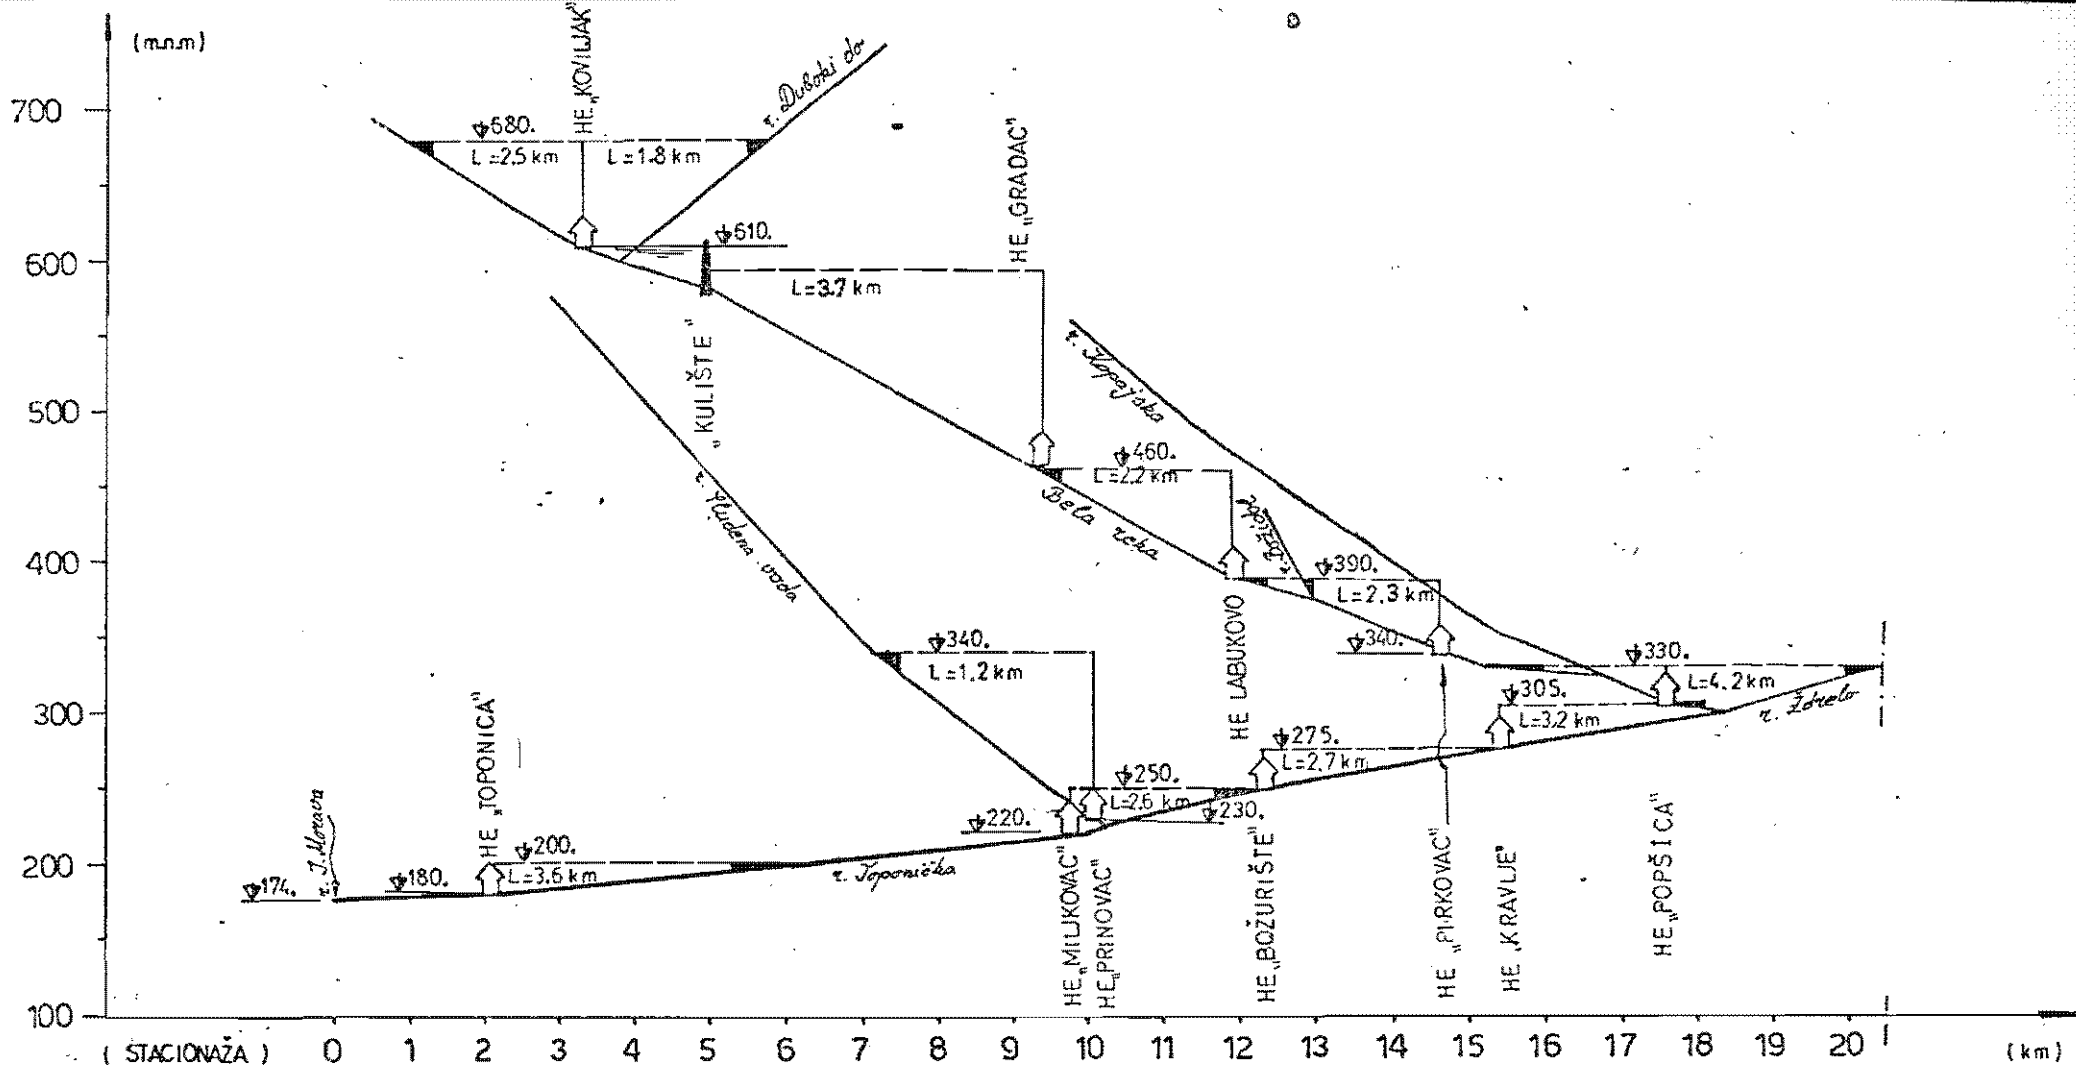 (m.n.m)
700
600
500
400
300
200
100
HE „KOVILJAK"
680.
L=2.5 km
L=1.8 km
r. Duboki do
610.
L=3.7 km
„KULIŠTE"
HE „GRADAC"
r. Kopajska
460.
L=2.2 km
Bela reka
r. Studena voda
HE LABUKOVO
390.
L=2.3 km
340.
340.
L=1.2 km
330.
L=4.2 km
r. Ždrelo
305.
L=3.2 km
275.
L=2.7 km
250.
L=2.6 km
230.
220.
HE „TOPONICA"
200.
L=3.6 km
r. Toponička
r. J. Morava
180.
174.
HE „MILJKOVAC"
HE „PRINOVAC"
HE „BOŽURIŠTE"
HE „PIRKOVAC"
HE „KRAVLJE"
HE „POPŠICA"
( STACIONAŽA ) 0 1 2 3 4 5 6 7 8 9 10 11 12 13 14 15 16 17 18 19 20 (km)